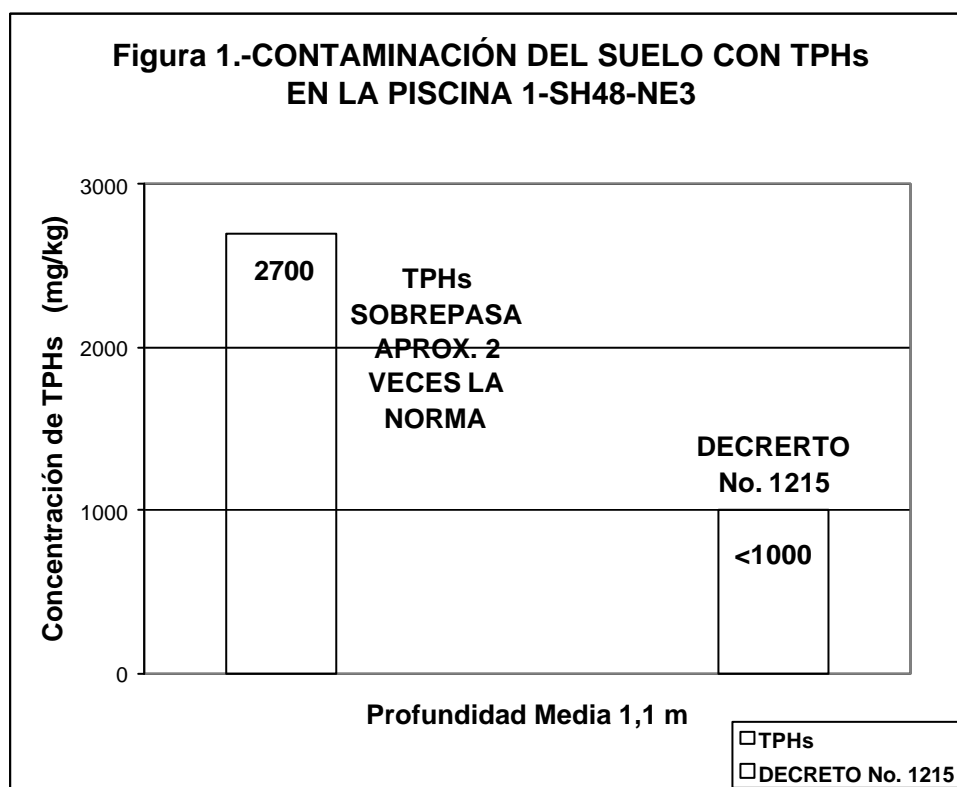 Figura 1.-CONTAMINACIÓN DEL SUELO CON TPHs
EN LA PISCINA 1-SH48-NE3
Concentración de TPHs (mg/kg)
3000
2000
1000
0
2700
TPHs
SOBREPASA
APROX. 2
VECES LA
NORMA
DECRERTO
No. 1215
<1000
Profundidad Media 1,1 m
TPHs
DECRETO No. 1215